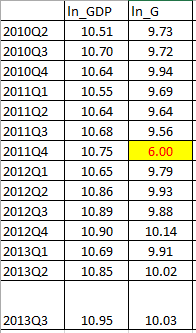 ln_GDP ln_G
2010Q2 10.51 9.73
2010Q3 10.70 9.72
2010Q4 10.64 9.94
2011Q1 10.55 9.69
2011Q2 10.64 9.64
2011Q3 10.68 9.56
2011Q4 10.75 6.00
2012Q1 10.65 9.79
2012Q2 10.86 9.93
2012Q3 10.89 9.88
2012Q4 10.90 10.14
2013Q1 10.69 9.91
2013Q2 10.85 10.02
2013Q3 10.95 10.03